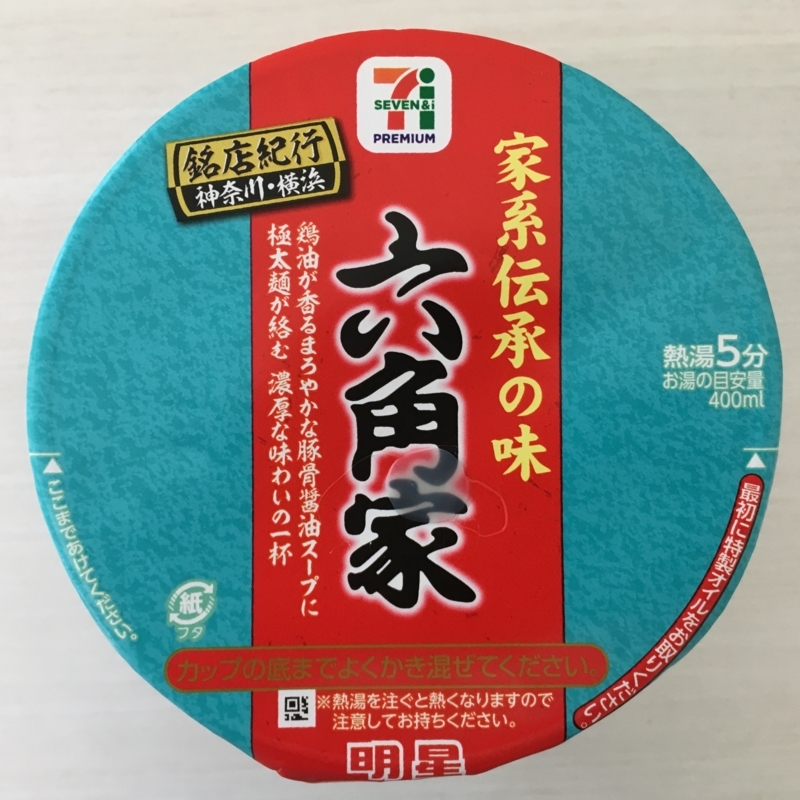 SEVEN&i
PREMIUM
銘店紀行
神奈川・横浜
家系伝承の味
六角家
鶏油が香るまろやかな豚骨醤油スープに
極太麺が絡む 濃厚な味わいの一杯
熱湯5分
お湯の目安量
400ml
▲ここまであけてください。
▲
最初に特製オイルをお取りください。
紙
フタ
カップの底までよくかき混ぜてください。
※熱湯を注ぐと熱くなりますので
注意してお持ちください。
明星